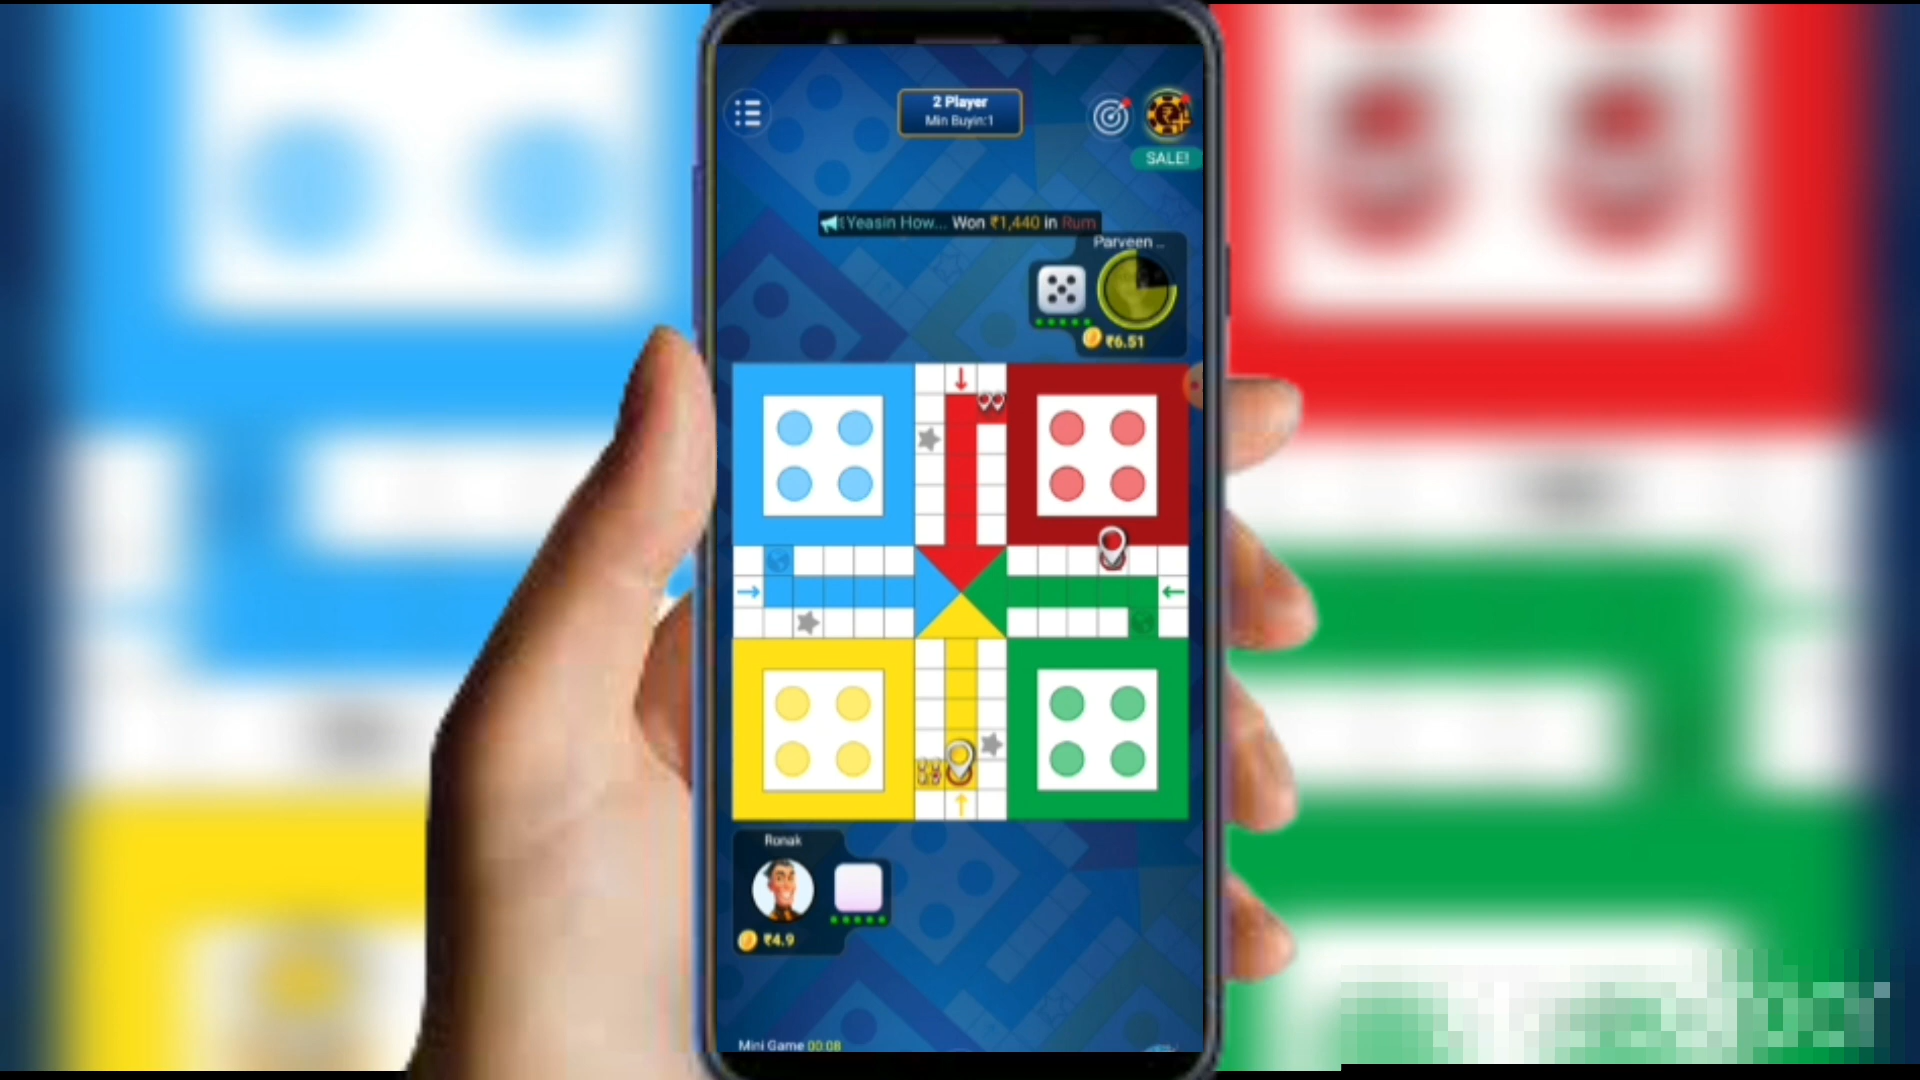 2 Player
Min Buyin:1
SALE!
Yeasin How... Won ₹1,440 in Rum
Parveen ..
₹6.51
Ronak
₹4.9
Mini Game 00:08